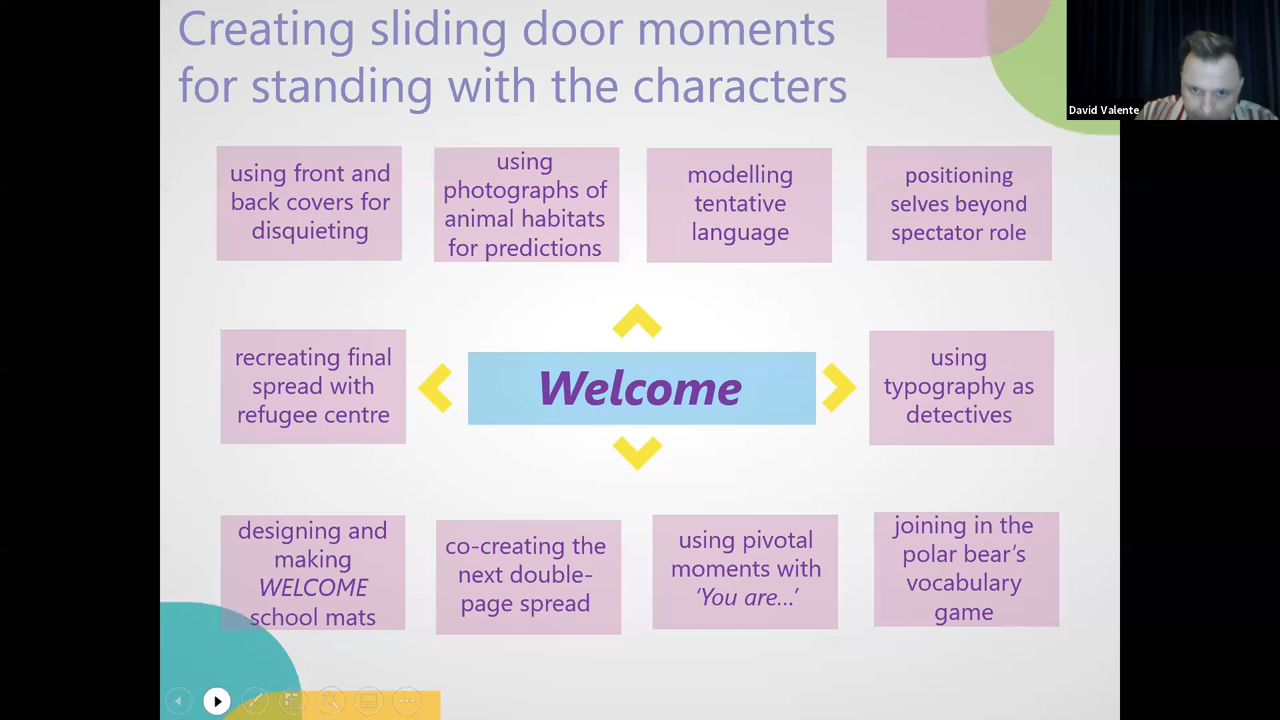 Creating sliding door moments
for standing with the characters
David Valente
using front and
back covers for
disquieting
using
photographs of
animal habitats
for predictions
modelling
tentative
language
positioning
selves beyond
spectator role
recreating final
spread with
refugee centre
Welcome
using
typography as
detectives
designing and
making
WELCOME
school mats
co-creating the
next double-
page spread
using pivotal
moments with
‘You are…’
joining in the
polar bear’s
vocabulary
game